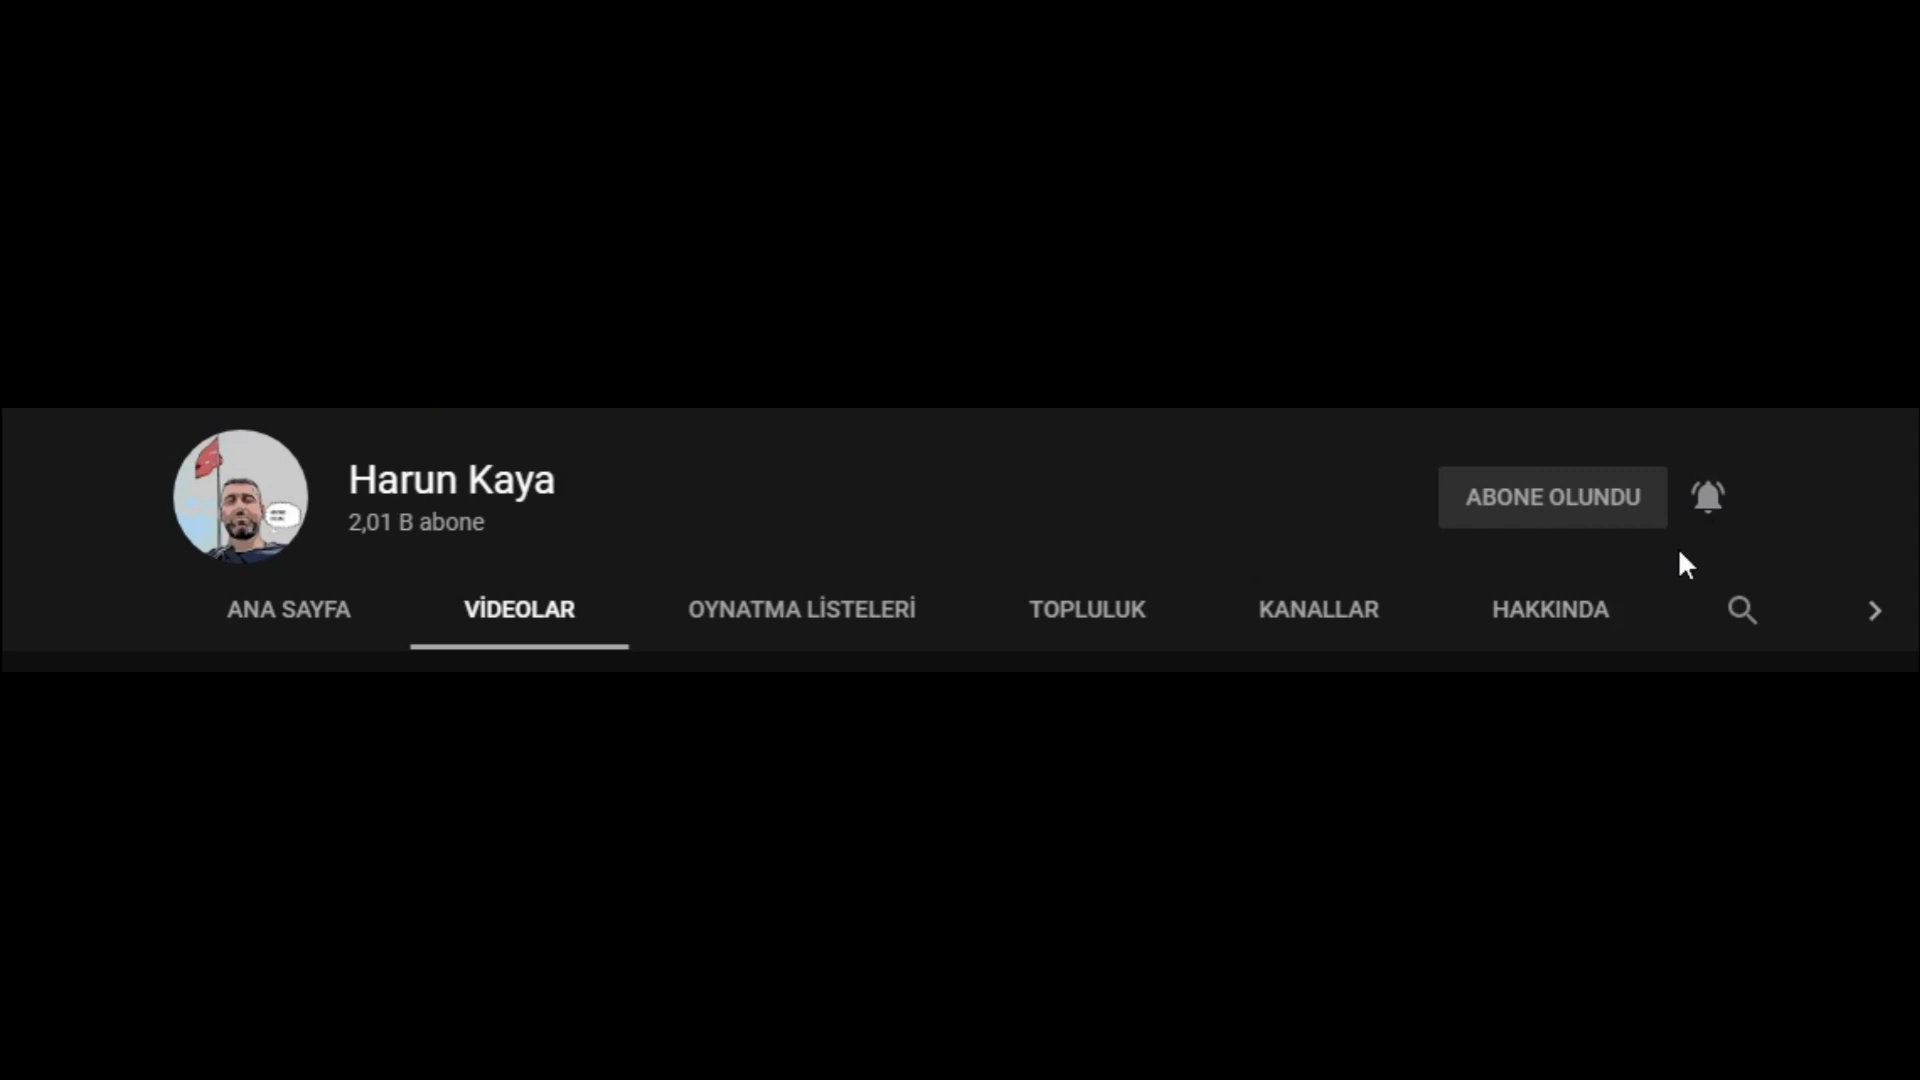 Harun Kaya
2,01 B abone
ABONE OLUNDU
ANA SAYFA
VİDEOLAR
OYNATMA LİSTELERİ
TOPLULUK
KANALLAR
HAKKINDA